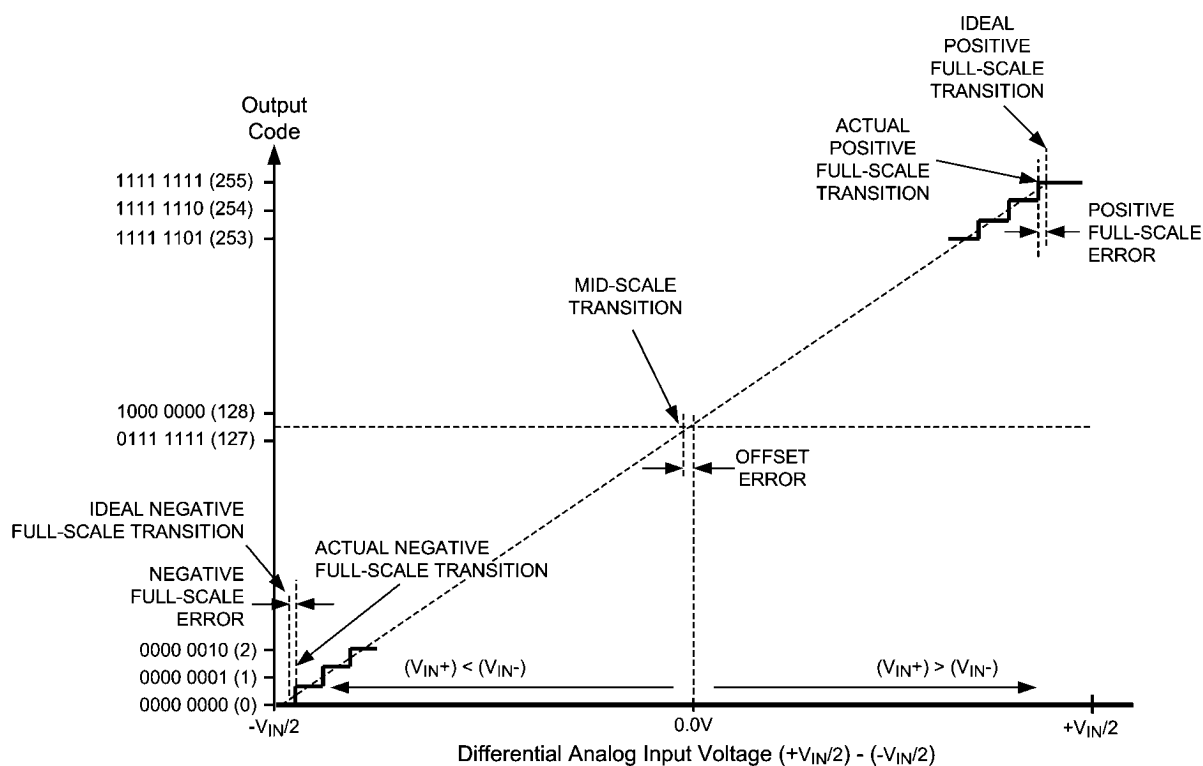 IDEAL
POSITIVE
FULL-SCALE
TRANSITION
Output
Code
ACTUAL
POSITIVE
FULL-SCALE
TRANSITION
1111 1111 (255)
1111 1110 (254)
1111 1101 (253)
POSITIVE
FULL-SCALE
ERROR
MID-SCALE
TRANSITION
1000 0000 (128)
0111 1111 (127)
OFFSET
ERROR
IDEAL NEGATIVE
FULL-SCALE TRANSITION
ACTUAL NEGATIVE
FULL-SCALE TRANSITION
NEGATIVE
FULL-SCALE
ERROR
0000 0010 (2)
0000 0001 (1)
0000 0000 (0)
(VIN+) < (VIN-)
(VIN+) > (VIN-)
-VIN/2
0.0V
+VIN/2
Differential Analog Input Voltage (+VIN/2) - (-VIN/2)